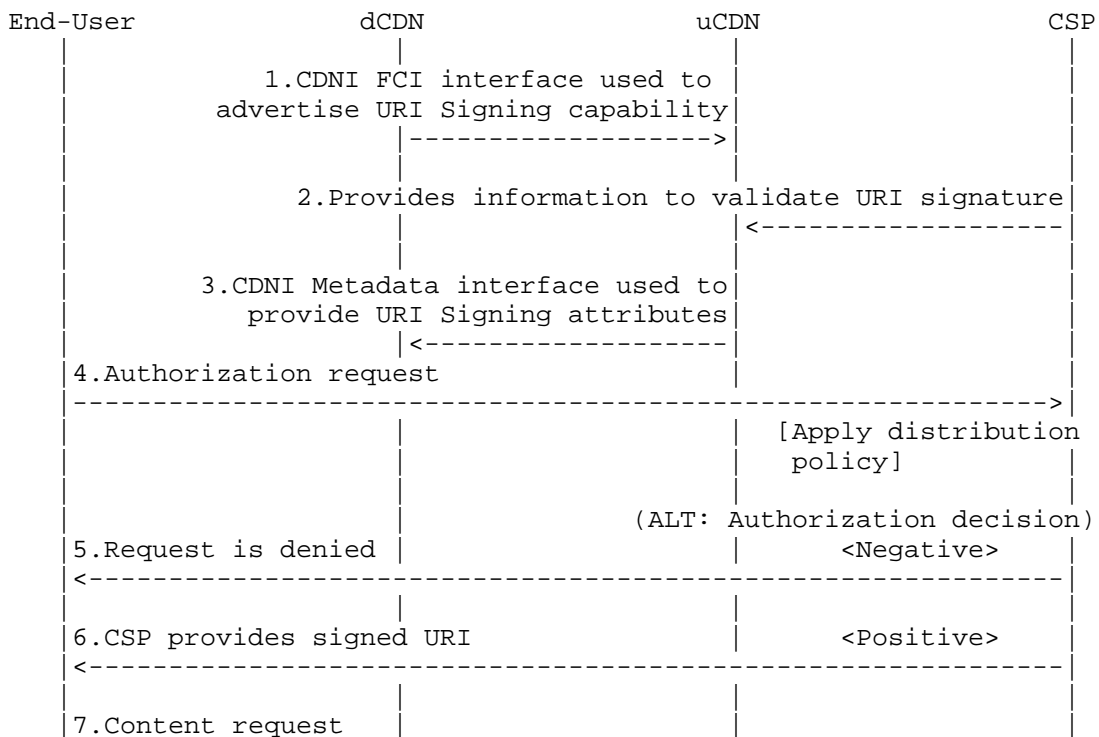 End-User dCDN uCDN CSP
1.CDNI FCI interface used to
advertise URI Signing capability
2.Provides information to validate URI signature
3.CDNI Metadata interface used to
provide URI Signing attributes
4.Authorization request
[Apply distribution
policy]
(ALT: Authorization decision)
5.Request is denied <Negative>
6.CSP provides signed URI <Positive>
7.Content request